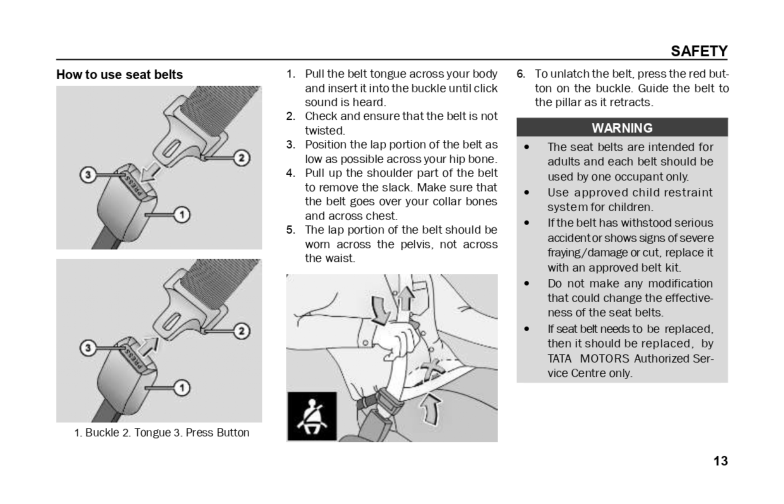 SAFETY
How to use seat belts
PRESS
2
3
1
PRESS
2
3
1
1. Buckle 2. Tongue 3. Press Button
1. Pull the belt tongue across your body
and insert it into the buckle until click
sound is heard.
2. Check and ensure that the belt is not
twisted.
3. Position the lap portion of the belt as
low as possible across your hip bone.
4. Pull up the shoulder part of the belt
to remove the slack. Make sure that
the belt goes over your collar bones
and across chest.
5. The lap portion of the belt should be
worn across the pelvis, not across
the waist.
6. To unlatch the belt, press the red but-
ton on the buckle. Guide the belt to
the pillar as it retracts.
WARNING
• The seat belts are intended for
adults and each belt should be
used by one occupant only.
• Use approved child restraint
system for children.
• If the belt has withstood serious
accident or shows signs of severe
fraying/damage or cut, replace it
with an approved belt kit.
• Do not make any modification
that could change the effective-
ness of the seat belts.
• If seat belt needs to be replaced,
then it should be replaced, by
TATA MOTORS Authorized Ser-
vice Centre only.
13